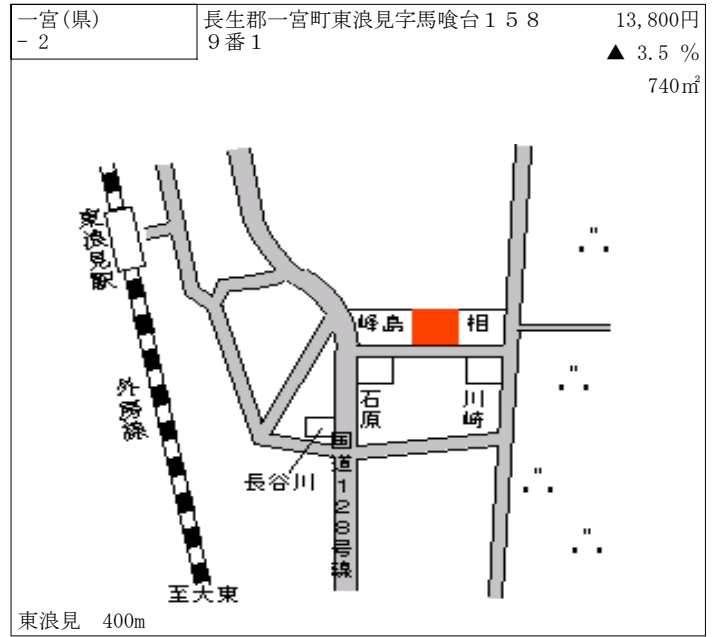 一宮(県)
- 2
長生郡一宮町東浪見字馬喰台１５８
９番１
13,800円
▲ 3.5 %
740㎡
東浪見駅
外房線
峰島
相
石原
川崎
長谷川
国道128号線
至大東
東浪見 400m